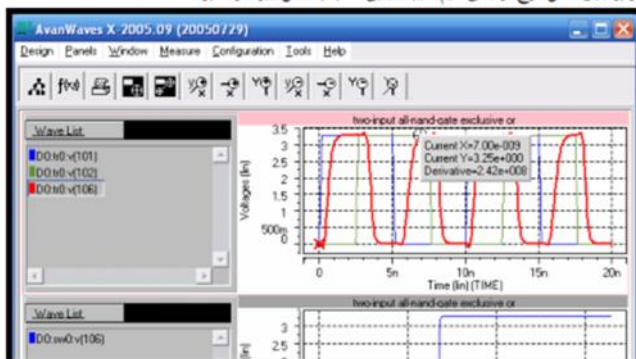 AvanWaves X-2005.09 (20050729)
Design Panels Window Measure Configuration Tools Help
f(x)
two-input all-nand-gate exclusive or
Wave List
D0:tr0:v(101)
D0:tr0:v(102)
D0:tr0:v(106)
Voltages (lin)
3.5
3
2.5
2
1.5
1
500m
0
Current X=7.00e-009
Current Y=3.25e+000
Derivative=2.42e+008
0 5n 10n 15n 20n
Time (lin) (TIME)
two-input all-nand-gate exclusive or
Wave List
D0:sw0:v(106)
3
2.5